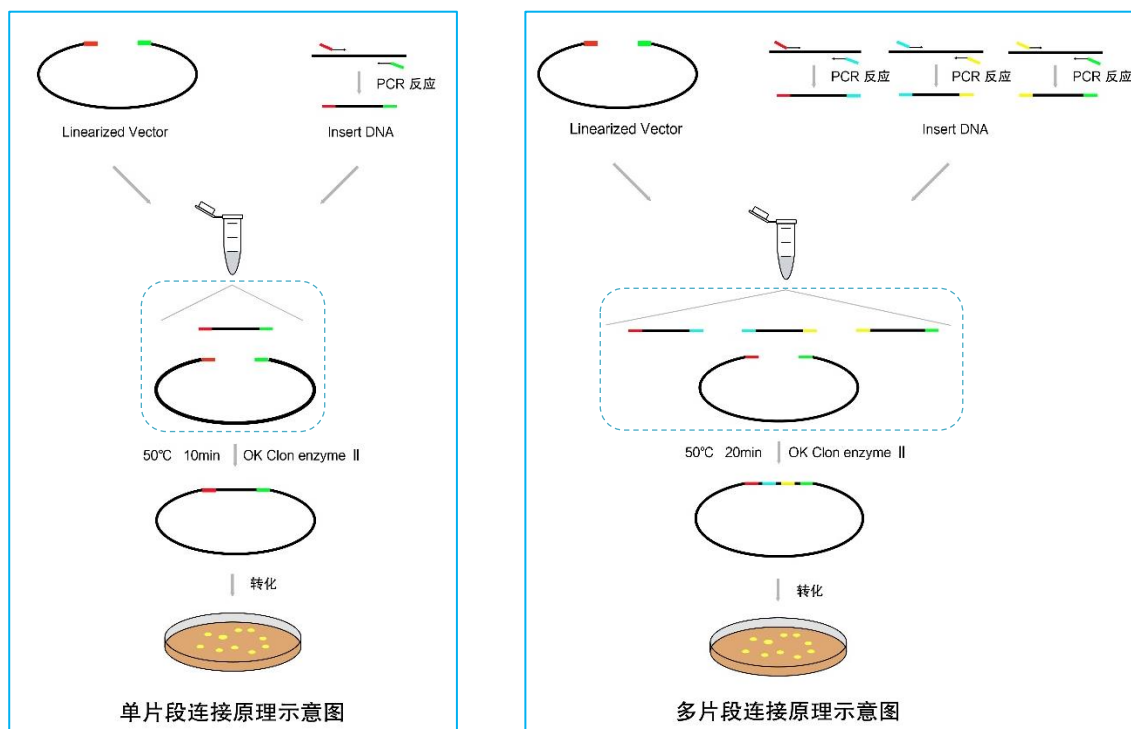 PCR 反应
Linearized Vector
Insert DNA
50℃ 10min
OK Clon enzyme Ⅱ
转化
单片段连接原理示意图
PCR 反应
PCR 反应
PCR 反应
Linearized Vector
Insert DNA
50℃ 20min
OK Clon enzyme Ⅱ
转化
多片段连接原理示意图